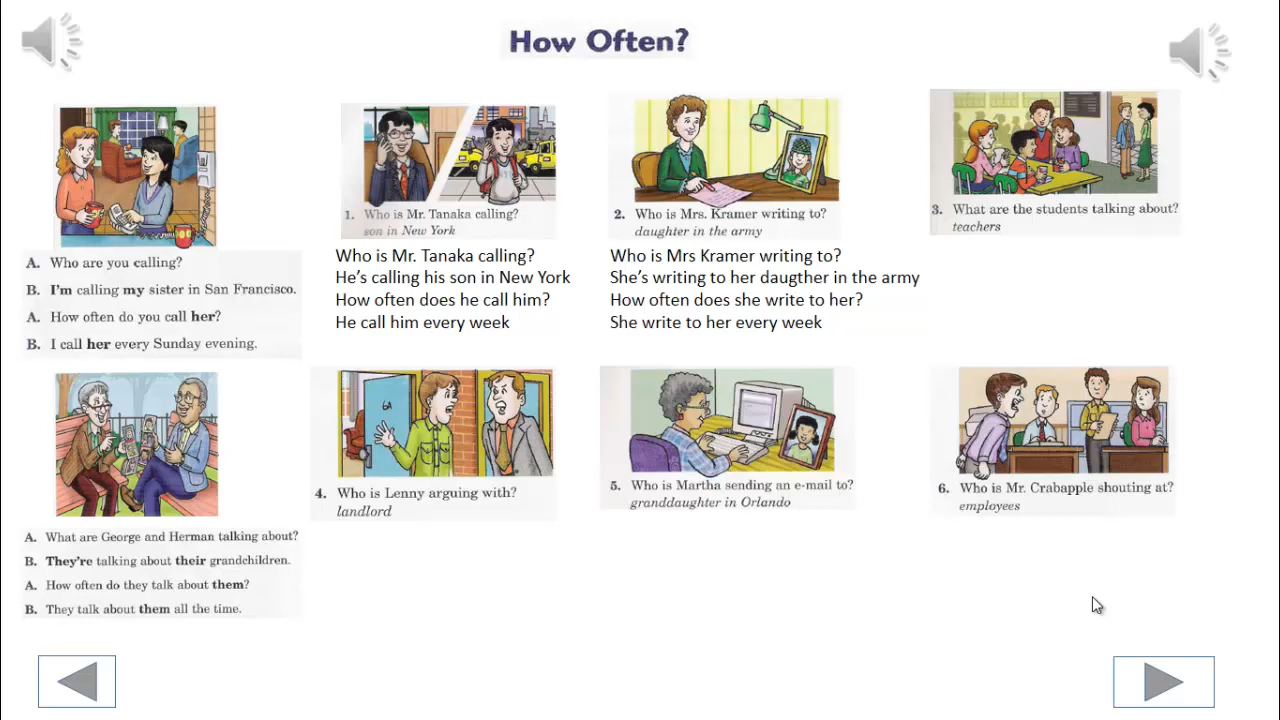 How Often?
A. Who are you calling?
B. I'm calling my sister in San Francisco.
A. How often do you call her?
B. I call her every Sunday evening.
1. Who is Mr. Tanaka calling?
son in New York
Who is Mr. Tanaka calling?
He's calling his son in New York
How often does he call him?
He call him every week
2. Who is Mrs. Kramer writing to?
daughter in the army
Who is Mrs Kramer writing to?
She's writing to her daugther in the army
How often does she write to her?
She write to her every week
3. What are the students talking about?
teachers
A. What are George and Herman talking about?
B. They're talking about their grandchildren.
A. How often do they talk about them?
B. They talk about them all the time.
6A
4. Who is Lenny arguing with?
landlord
5. Who is Martha sending an e-mail to?
granddaughter in Orlando
6. Who is Mr. Crabapple shouting at?
employees